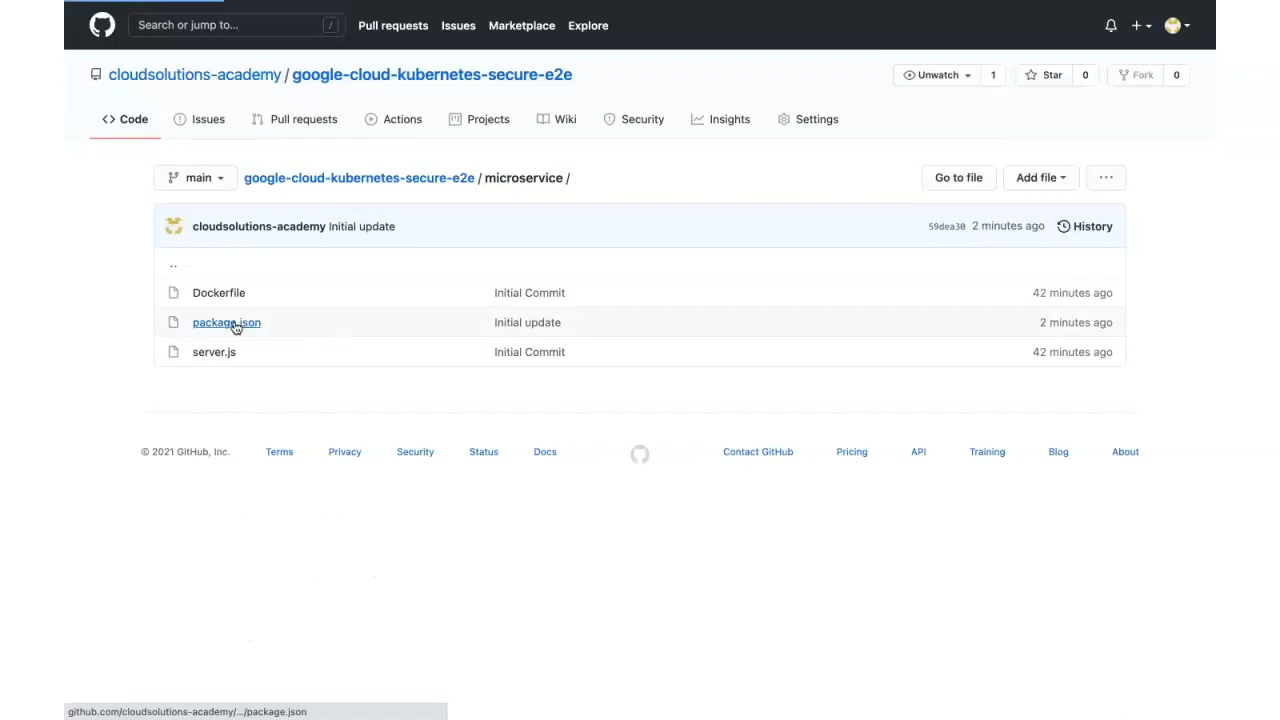 Search or jump to... / Pull requests Issues Marketplace Explore
cloudsolutions-academy / google-cloud-kubernetes-secure-e2e Unwatch 1 Star 0 Fork 0
<> Code Issues Pull requests Actions Projects Wiki Security Insights Settings
main google-cloud-kubernetes-secure-e2e / microservice / Go to file Add file ...
cloudsolutions-academy Initial update 59dea30 2 minutes ago History
..
Dockerfile Initial Commit 42 minutes ago
package.json Initial update 2 minutes ago
server.js Initial Commit 42 minutes ago
© 2021 GitHub, Inc. Terms Privacy Security Status Docs Contact GitHub Pricing API Training Blog About
github.com/cloudsolutions-academy/.../package.json